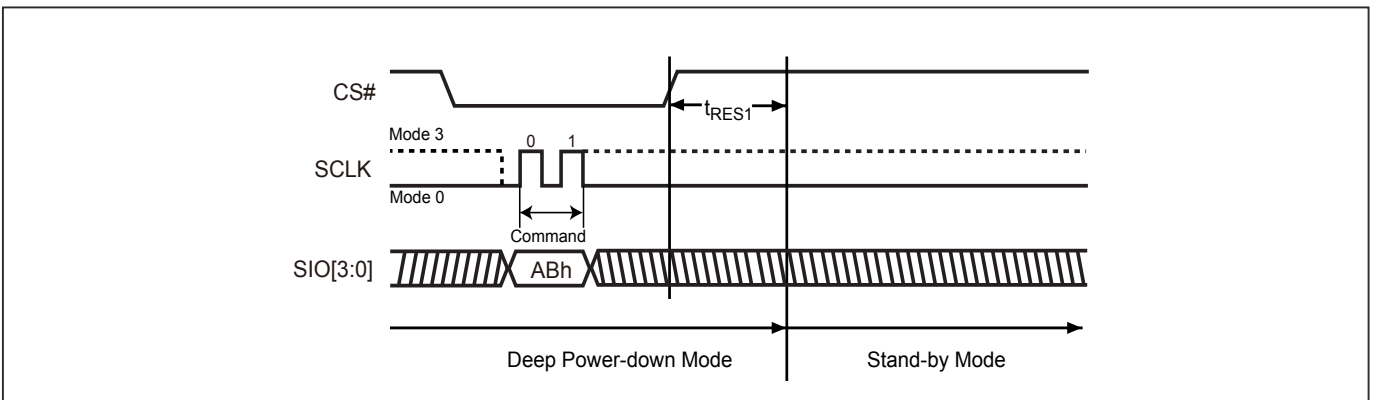 CS#
tRES1
Mode 3
0 1
SCLK
Mode 0
Command
SIO[3:0]
ABh
Deep Power-down Mode
Stand-by Mode